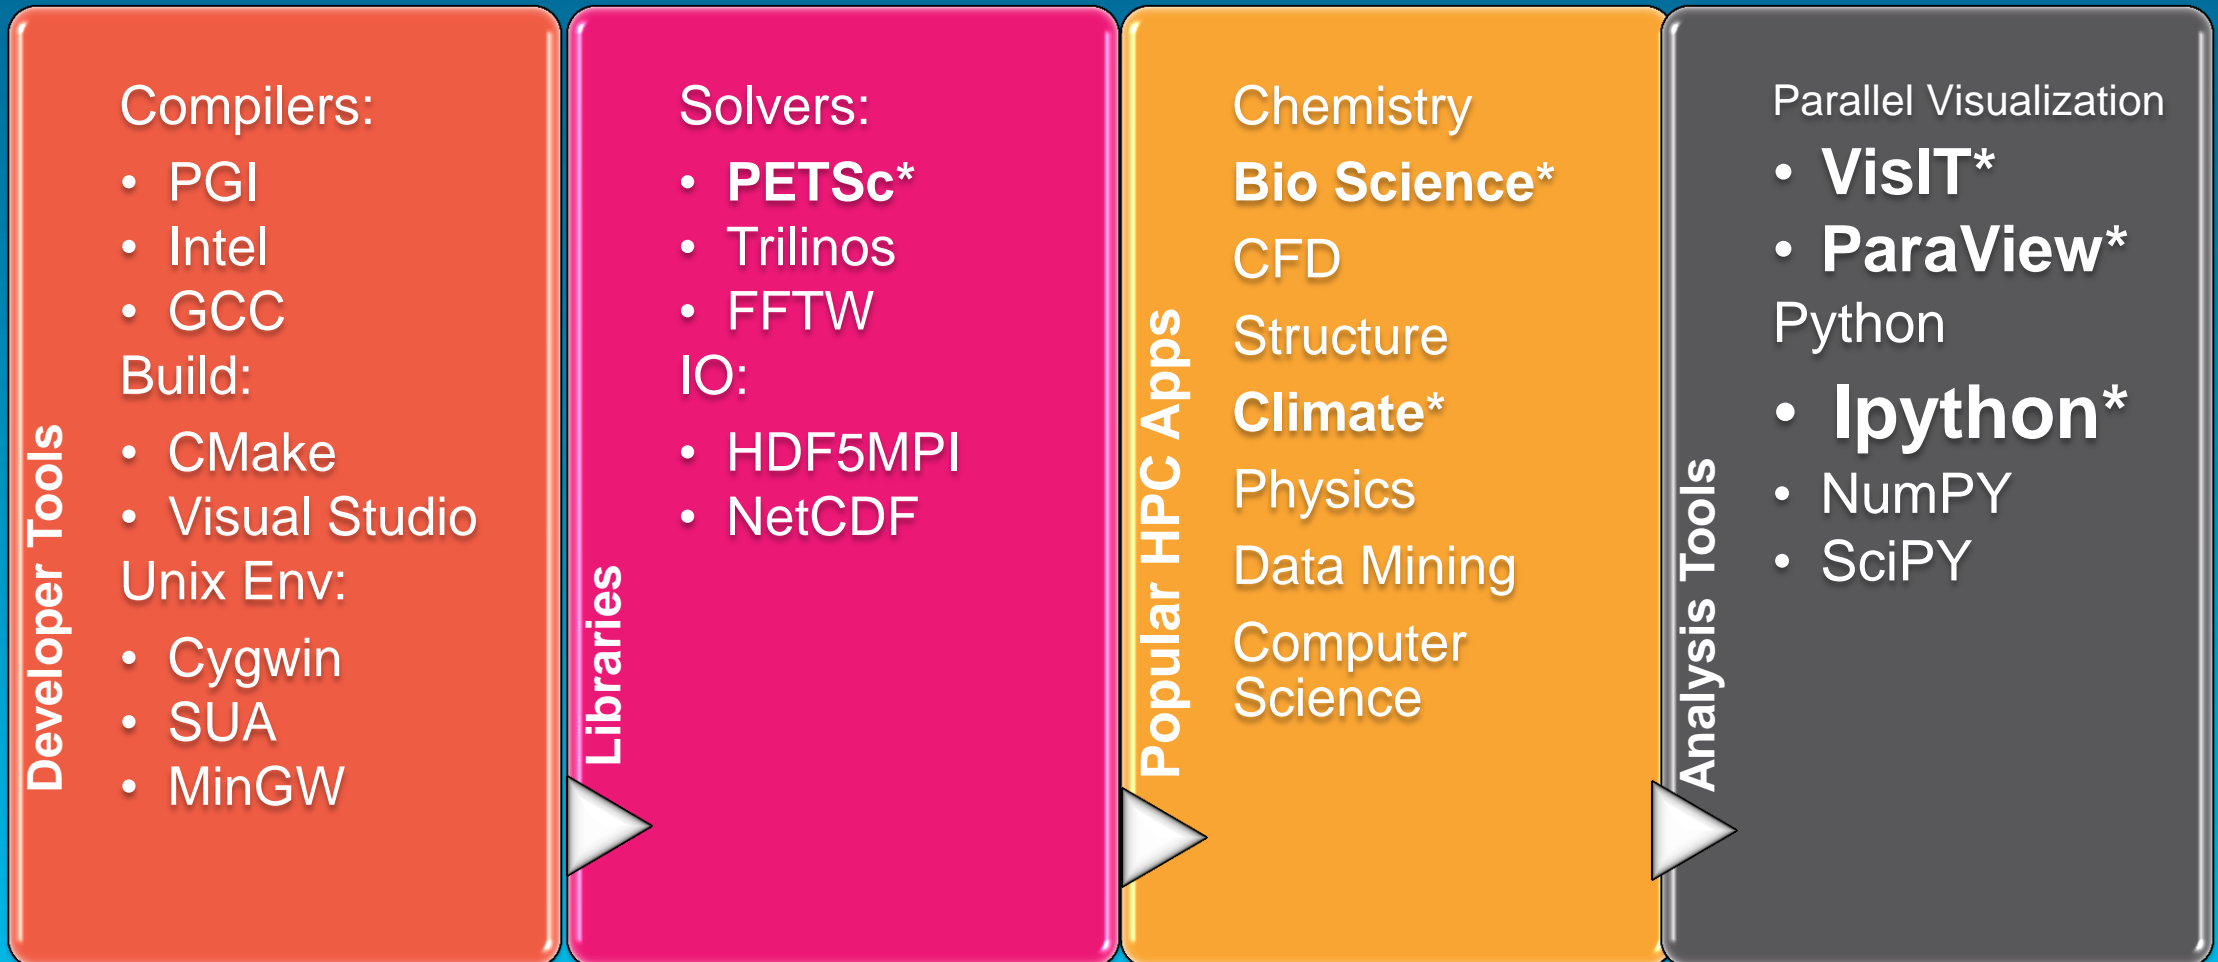 Developer Tools
Compilers:
• PGI
• Intel
• GCC
Build:
• CMake
• Visual Studio
Unix Env:
• Cygwin
• SUA
• MinGW
Libraries
Solvers:
• PETSc*
• Trilinos
• FFTW
IO:
• HDF5MPI
• NetCDF
Popular HPC Apps
Chemistry
Bio Science*
CFD
Structure
Climate*
Physics
Data Mining
Computer
Science
Analysis Tools
Parallel Visualization
• VisIT*
• ParaView*
Python
• Ipython*
• NumPY
• SciPY